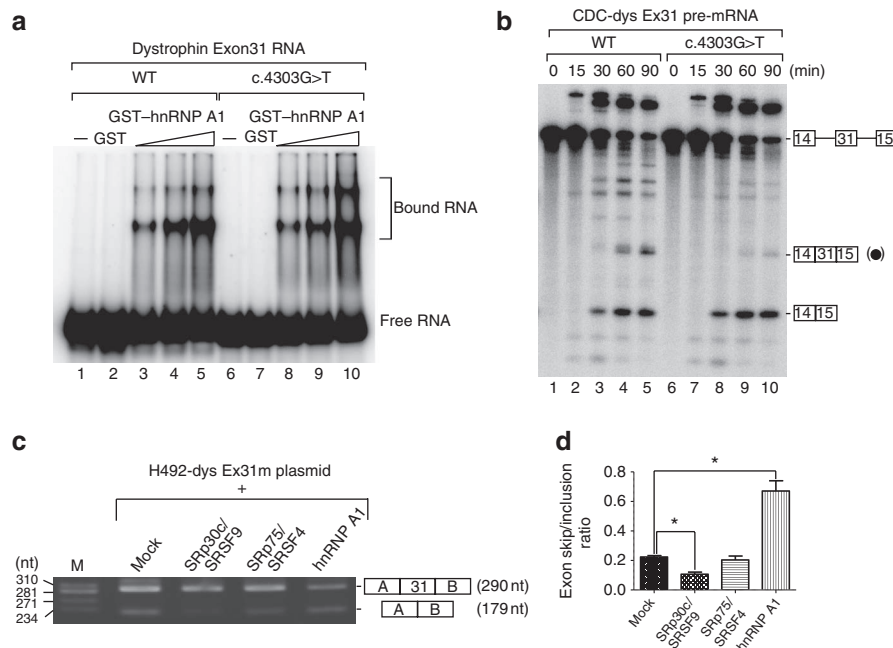 a
Dystrophin Exon31 RNA
WT c.4303G>T
GST–hnRNP A1 GST–hnRNP A1
– GST – GST
Bound RNA
Free RNA
1 2 3 4 5 6 7 8 9 10
b
CDC-dys Ex31 pre-mRNA
WT c.4303G>T
0 15 30 60 90 0 15 30 60 90 (min)
14 31 15
14 31 15 (●)
14 15
1 2 3 4 5 6 7 8 9 10
c
H492-dys Ex31m plasmid
+
(nt) M Mock SRp30c/SRSF9 SRp75/SRSF4 hnRNP A1
310
281
271
234
A 31 B (290 nt)
A B (179 nt)
d
Exon skip/inclusion
ratio
0.8
0.6
0.4
0.2
0.0
*
*
Mock
SRp30c/
SRSF9
SRp75/
SRSF4
hnRNP A1